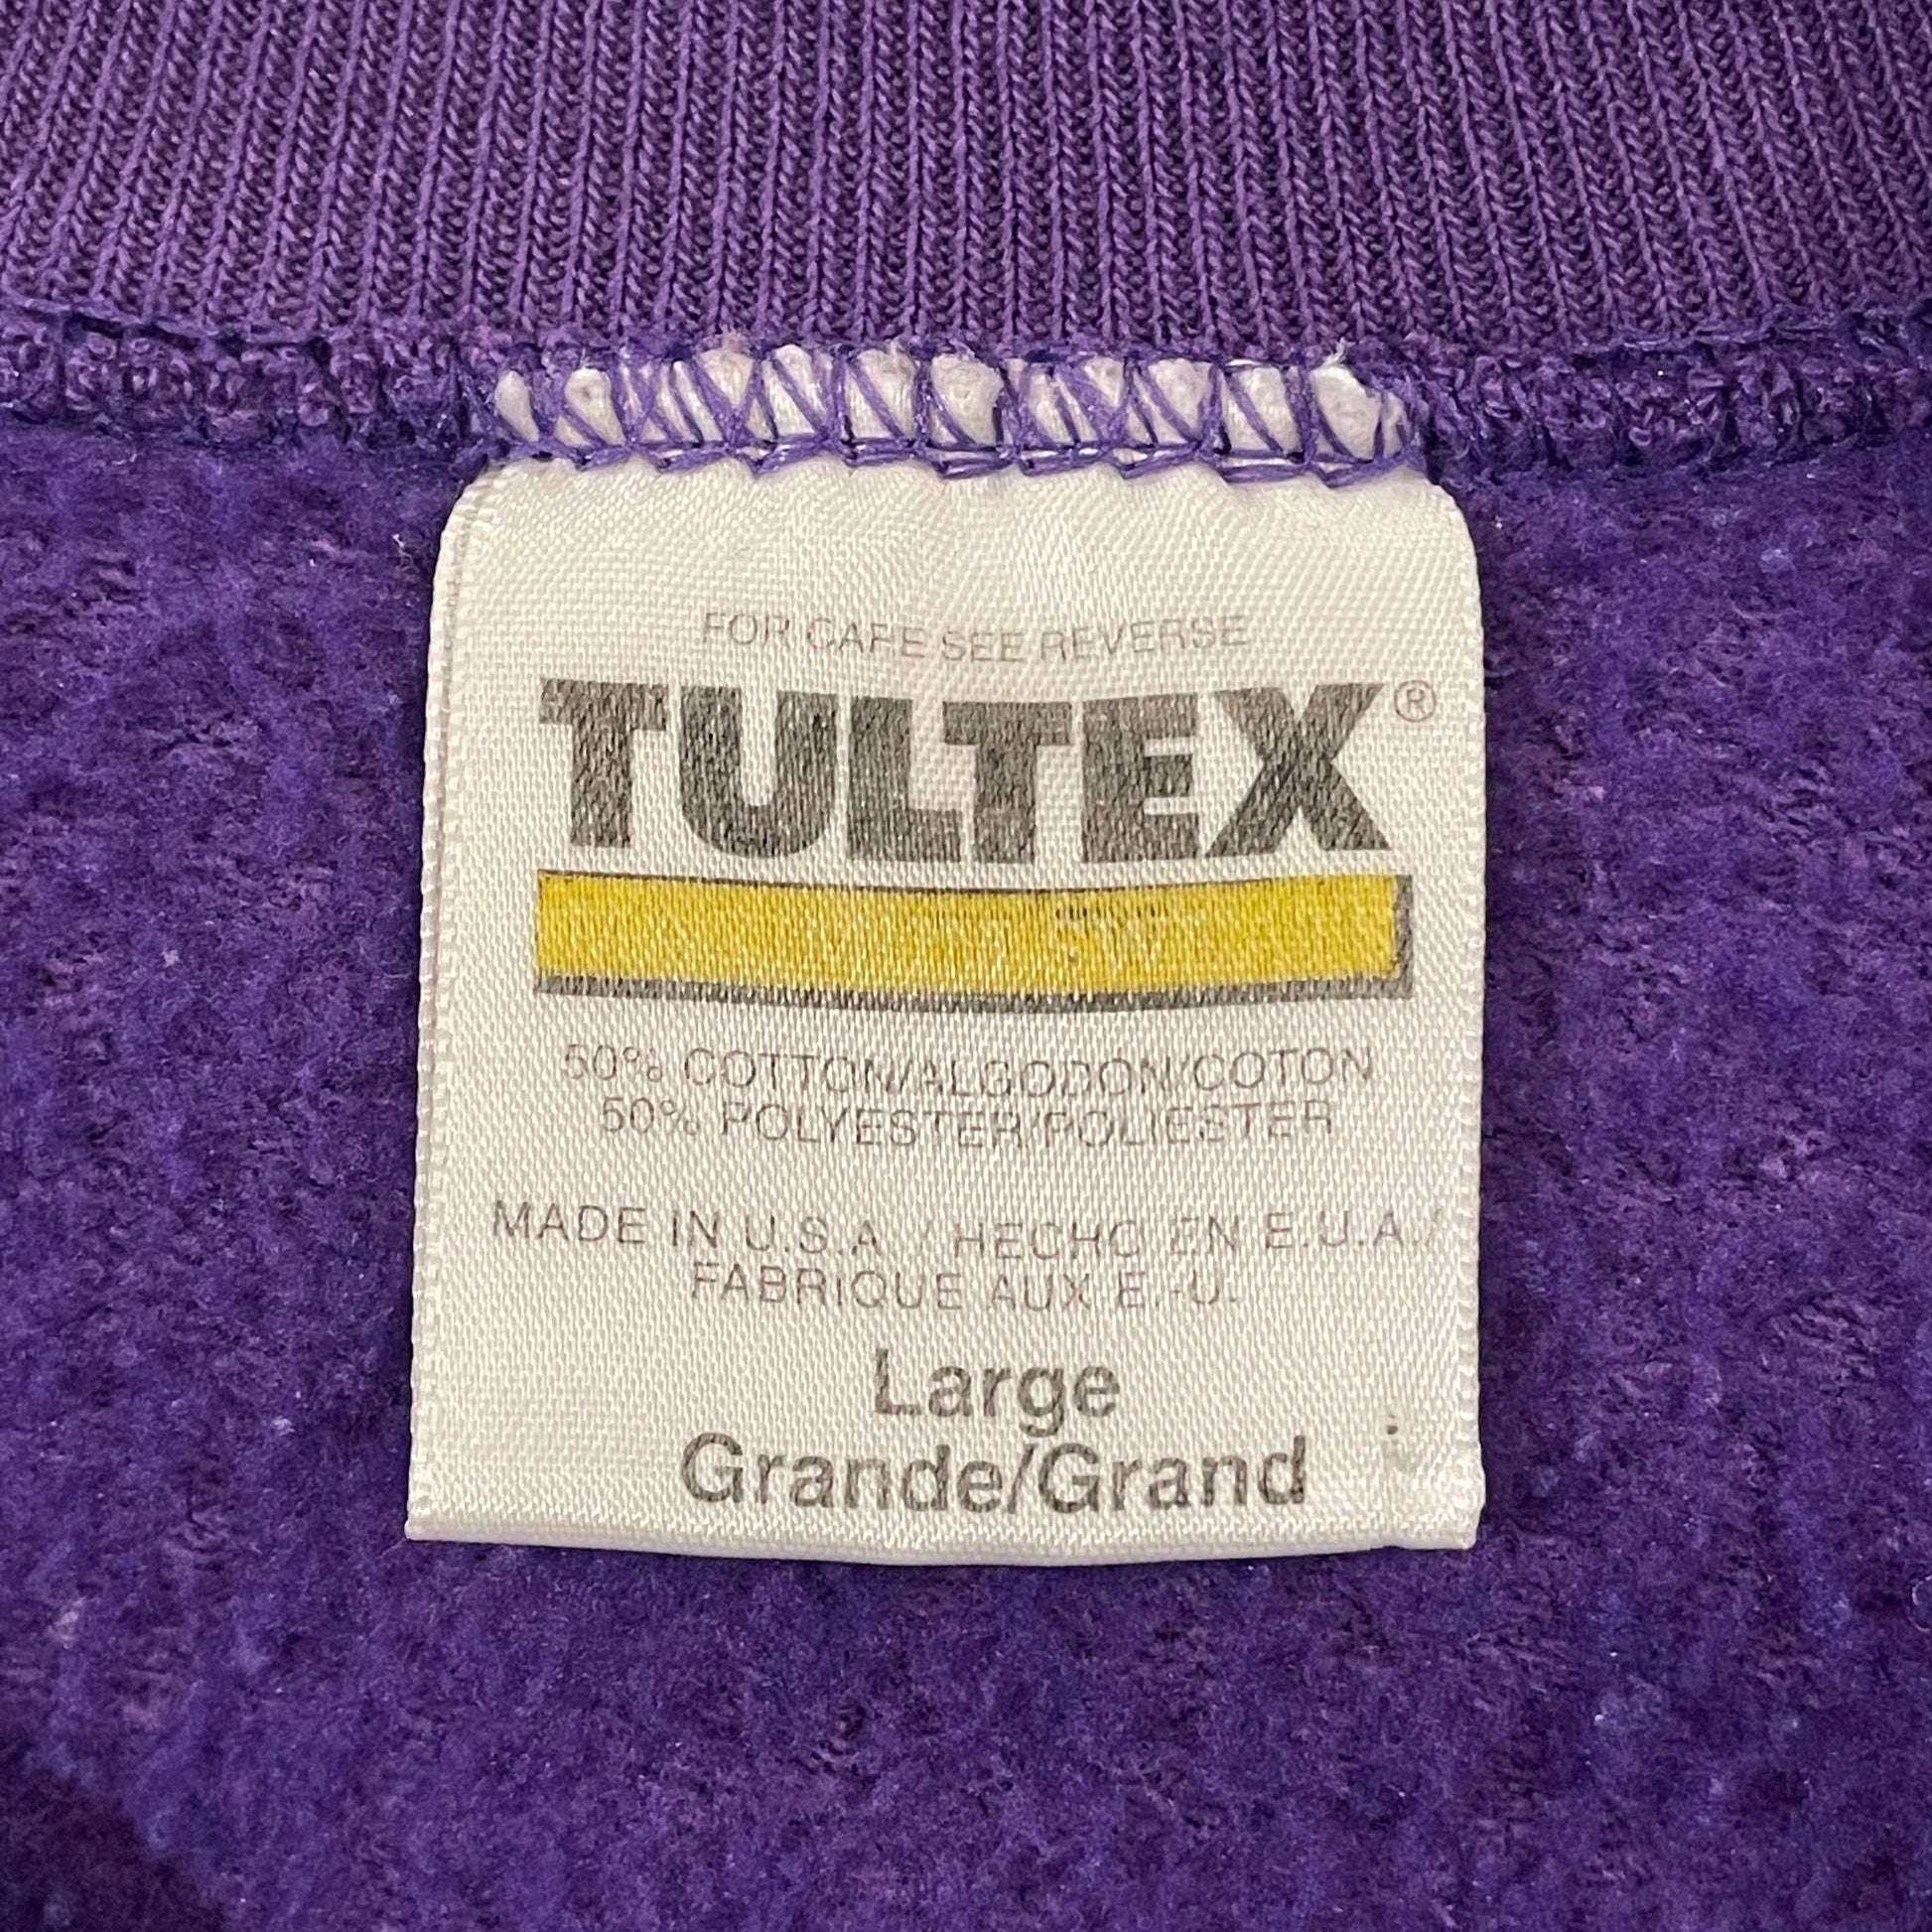 FOR CARE SEE REVERSE
TULTEX®
50% COTTON/ALGODON/COTON
50% POLYESTER/POLIESTER
MADE IN U.S.A. / HECHO EN E.U.A./
FABRIQUE AUX E.-U.
Large
Grande/Grand